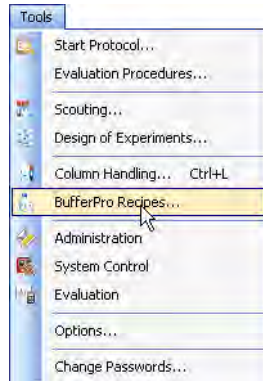 Tools
Start Protocol...
Evaluation Procedures...
Scouting...
Design of Experiments...
Column Handling... Ctrl+L
BufferPro Recipes...
Administration
System Control
Evaluation
Options...
Change Passwords...